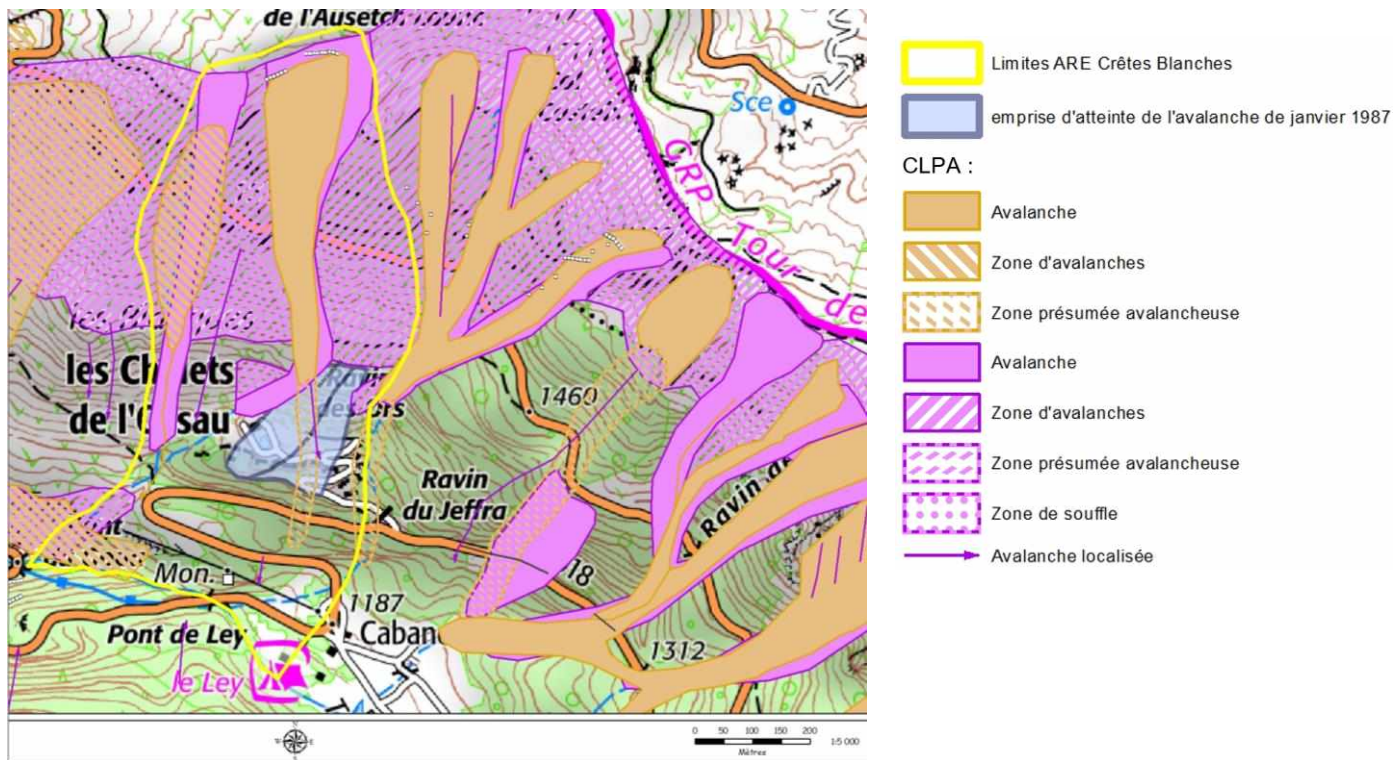 de l'Ausetch
Sce
GRP Tour de
les Chalets
de l'Ossau
1460
Ravin
du Jeffra
Ravin de
Mon.
1187
Pont de Ley
Caban
1312
le Ley
0 50 100 150 200
Mètres
1:5 000
Limites ARE Crêtes Blanches
emprise d'atteinte de l'avalanche de janvier 1987
CLPA :
Avalanche
Zone d'avalanches
Zone présumée avalancheuse
Avalanche
Zone d'avalanches
Zone présumée avalancheuse
Zone de souffle
Avalanche localisée